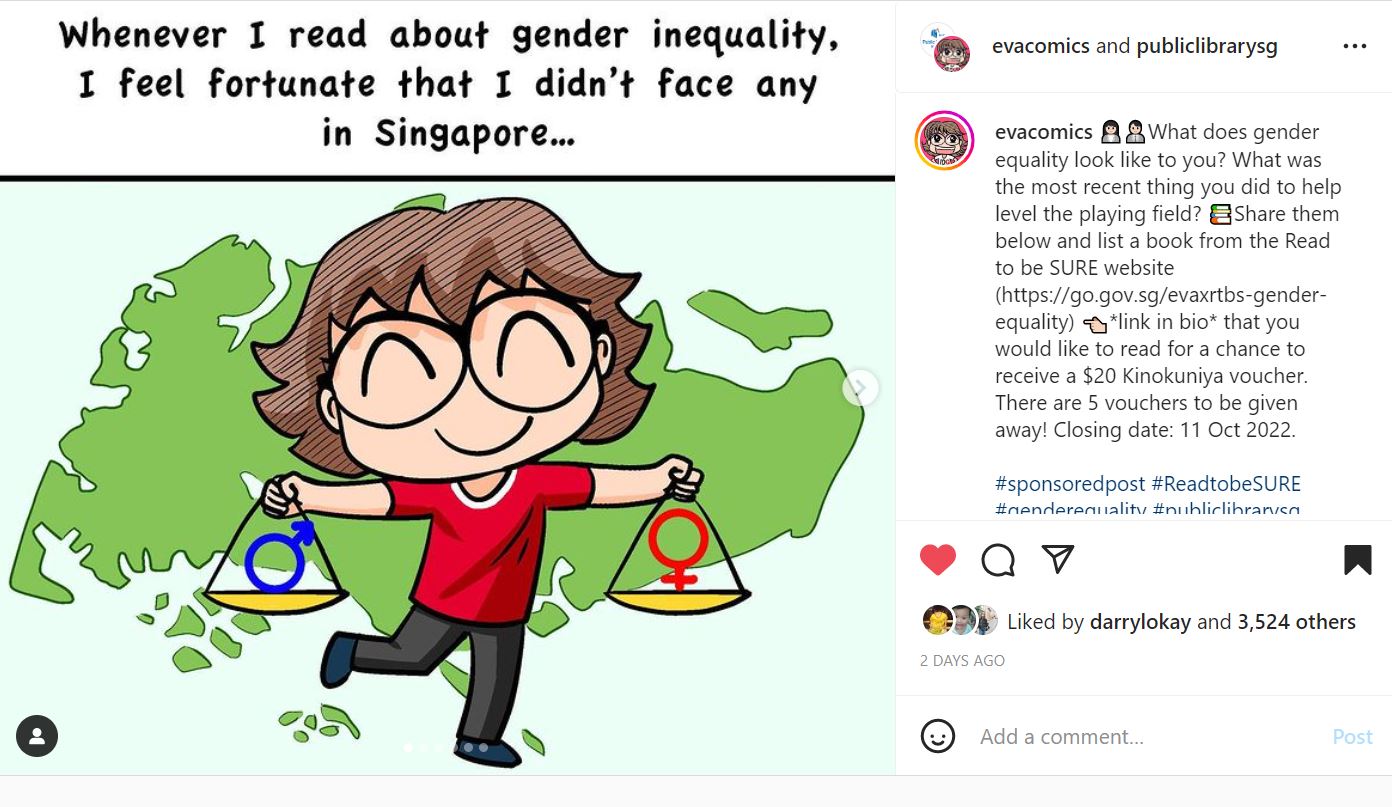 Whenever I read about gender inequality,
I feel fortunate that I didn't face any
in Singapore...
evacomics and publiclibrarysg
evacomics 👩🏻‍💼👨🏻‍💼What does gender
equality look like to you? What was
the most recent thing you did to help
level the playing field? 📚Share them
below and list a book from the Read
to be SURE website
(https://go.gov.sg/evaxrtbs-gender-
equality) 👈🏻*link in bio* that you
would like to read for a chance to
receive a $20 Kinokuniya voucher.
There are 5 vouchers to be given
away! Closing date: 11 Oct 2022.
#sponsoredpost #ReadtobeSURE
#genderequality #publiclibrarysg
Liked by darrylokay and 3,524 others
2 DAYS AGO
Add a comment...
Post